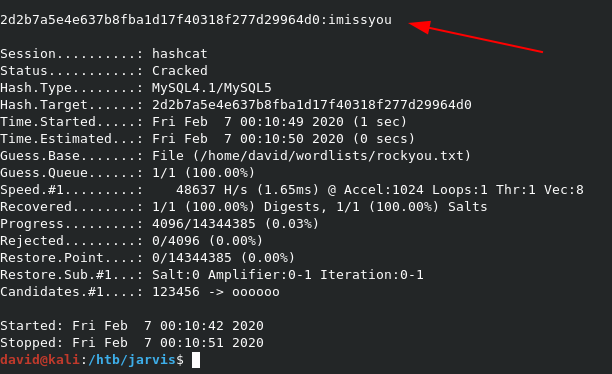 2d2b7a5e4e637b8fba1d17f40318f277d29964d0:imissyou
Session..........: hashcat
Status...........: Cracked
Hash.Type........: MySQL4.1/MySQL5
Hash.Target......: 2d2b7a5e4e637b8fba1d17f40318f277d29964d0
Time.Started.....: Fri Feb  7 00:10:49 2020 (1 sec)
Time.Estimated...: Fri Feb  7 00:10:50 2020 (0 secs)
Guess.Base.......: File (/home/david/wordlists/rockyou.txt)
Guess.Queue......: 1/1 (100.00%)
Speed.#1.........:    48637 H/s (1.65ms) @ Accel:1024 Loops:1 Thr:1 Vec:8
Recovered........: 1/1 (100.00%) Digests, 1/1 (100.00%) Salts
Progress.........: 4096/14344385 (0.03%)
Rejected.........: 0/4096 (0.00%)
Restore.Point....: 0/14344385 (0.00%)
Restore.Sub.#1...: Salt:0 Amplifier:0-1 Iteration:0-1
Candidates.#1....: 123456 -> oooooo
Started: Fri Feb  7 00:10:42 2020
Stopped: Fri Feb  7 00:10:51 2020
david@kali:/htb/jarvis$